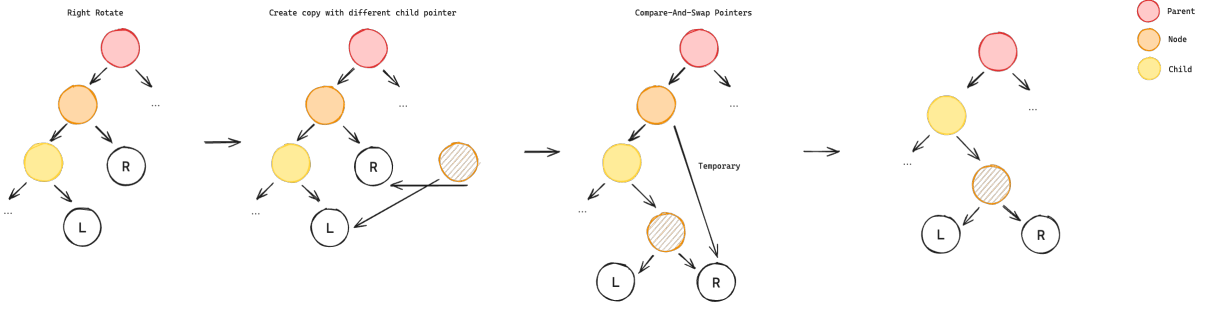 Right Rotate
Create copy with different child pointer
Compare-And-Swap Pointers
Parent
Node
Child
...
R
...
L
...
R
...
L
...
Temporary
...
L
R
...
...
L
R